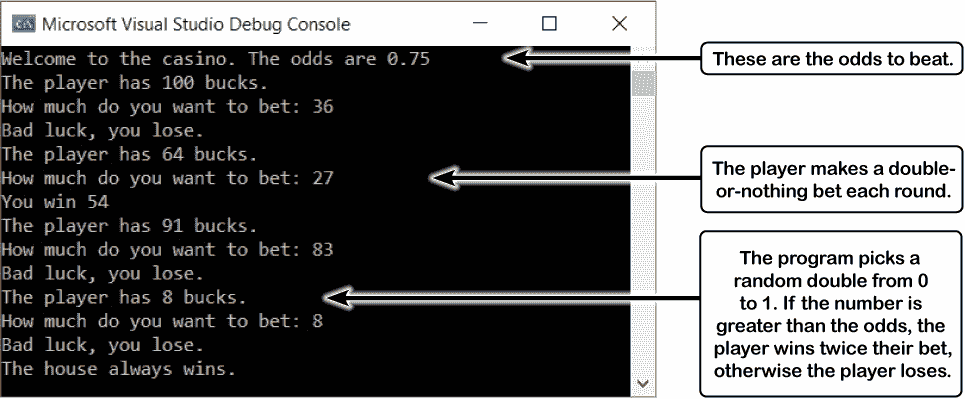 Microsoft Visual Studio Debug Console
Welcome to the casino. The odds are 0.75
The player has 100 bucks.
How much do you want to bet: 36
Bad luck, you lose.
The player has 64 bucks.
How much do you want to bet: 27
You win 54
The player has 91 bucks.
How much do you want to bet: 83
Bad luck, you lose.
The player has 8 bucks.
How much do you want to bet: 8
Bad luck, you lose.
The house always wins.
These are the odds to beat.
The player makes a double-
or-nothing bet each round.
The program picks a
random double from 0
to 1. If the number is
greater than the odds, the
player wins twice their bet,
otherwise the player loses.